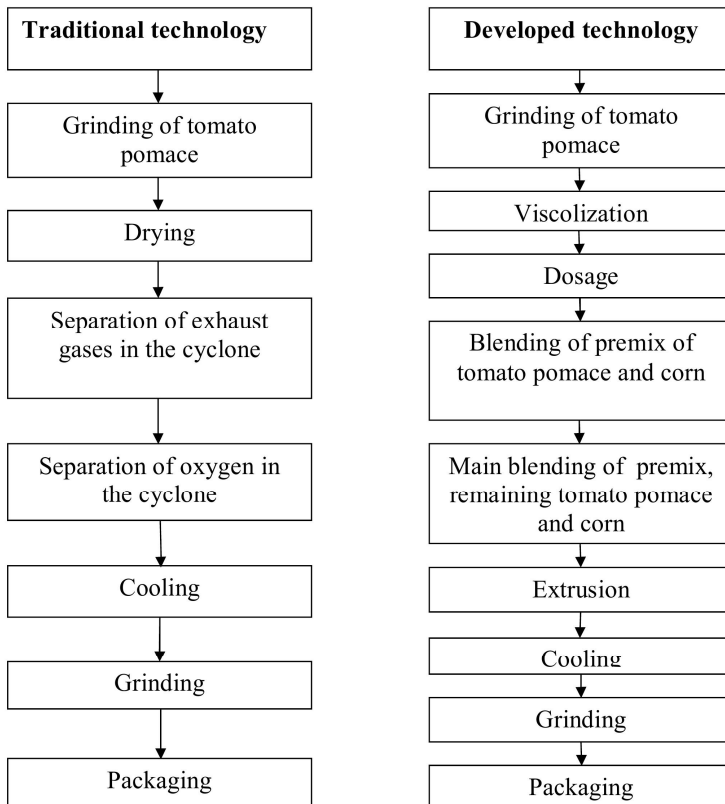 Traditional technology
Grinding of tomato
pomace
Drying
Separation of exhaust
gases in the cyclone
Separation of oxygen in
the cyclone
Cooling
Grinding
Packaging
Developed technology
Grinding of tomato
pomace
Viscolization
Dosage
Blending of premix of
tomato pomace and corn
Main blending of premix,
remaining tomato pomace
and corn
Extrusion
Cooling
Grinding
Packaging